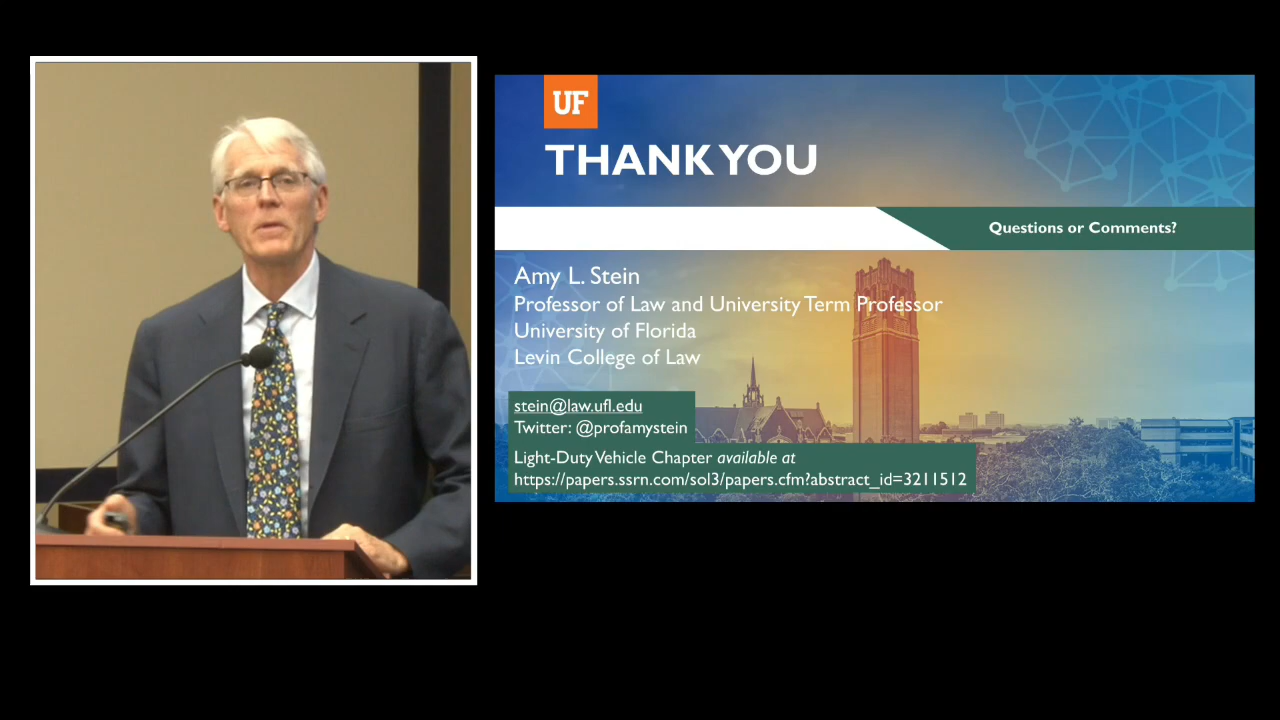 UF
THANK YOU
Questions or Comments?
Amy L. Stein
Professor of Law and University Term Professor
University of Florida
Levin College of Law
stein@law.ufl.edu
Twitter: @profamystein
Light-Duty Vehicle Chapter available at
https://papers.ssrn.com/sol3/papers.cfm?abstract_id=3211512